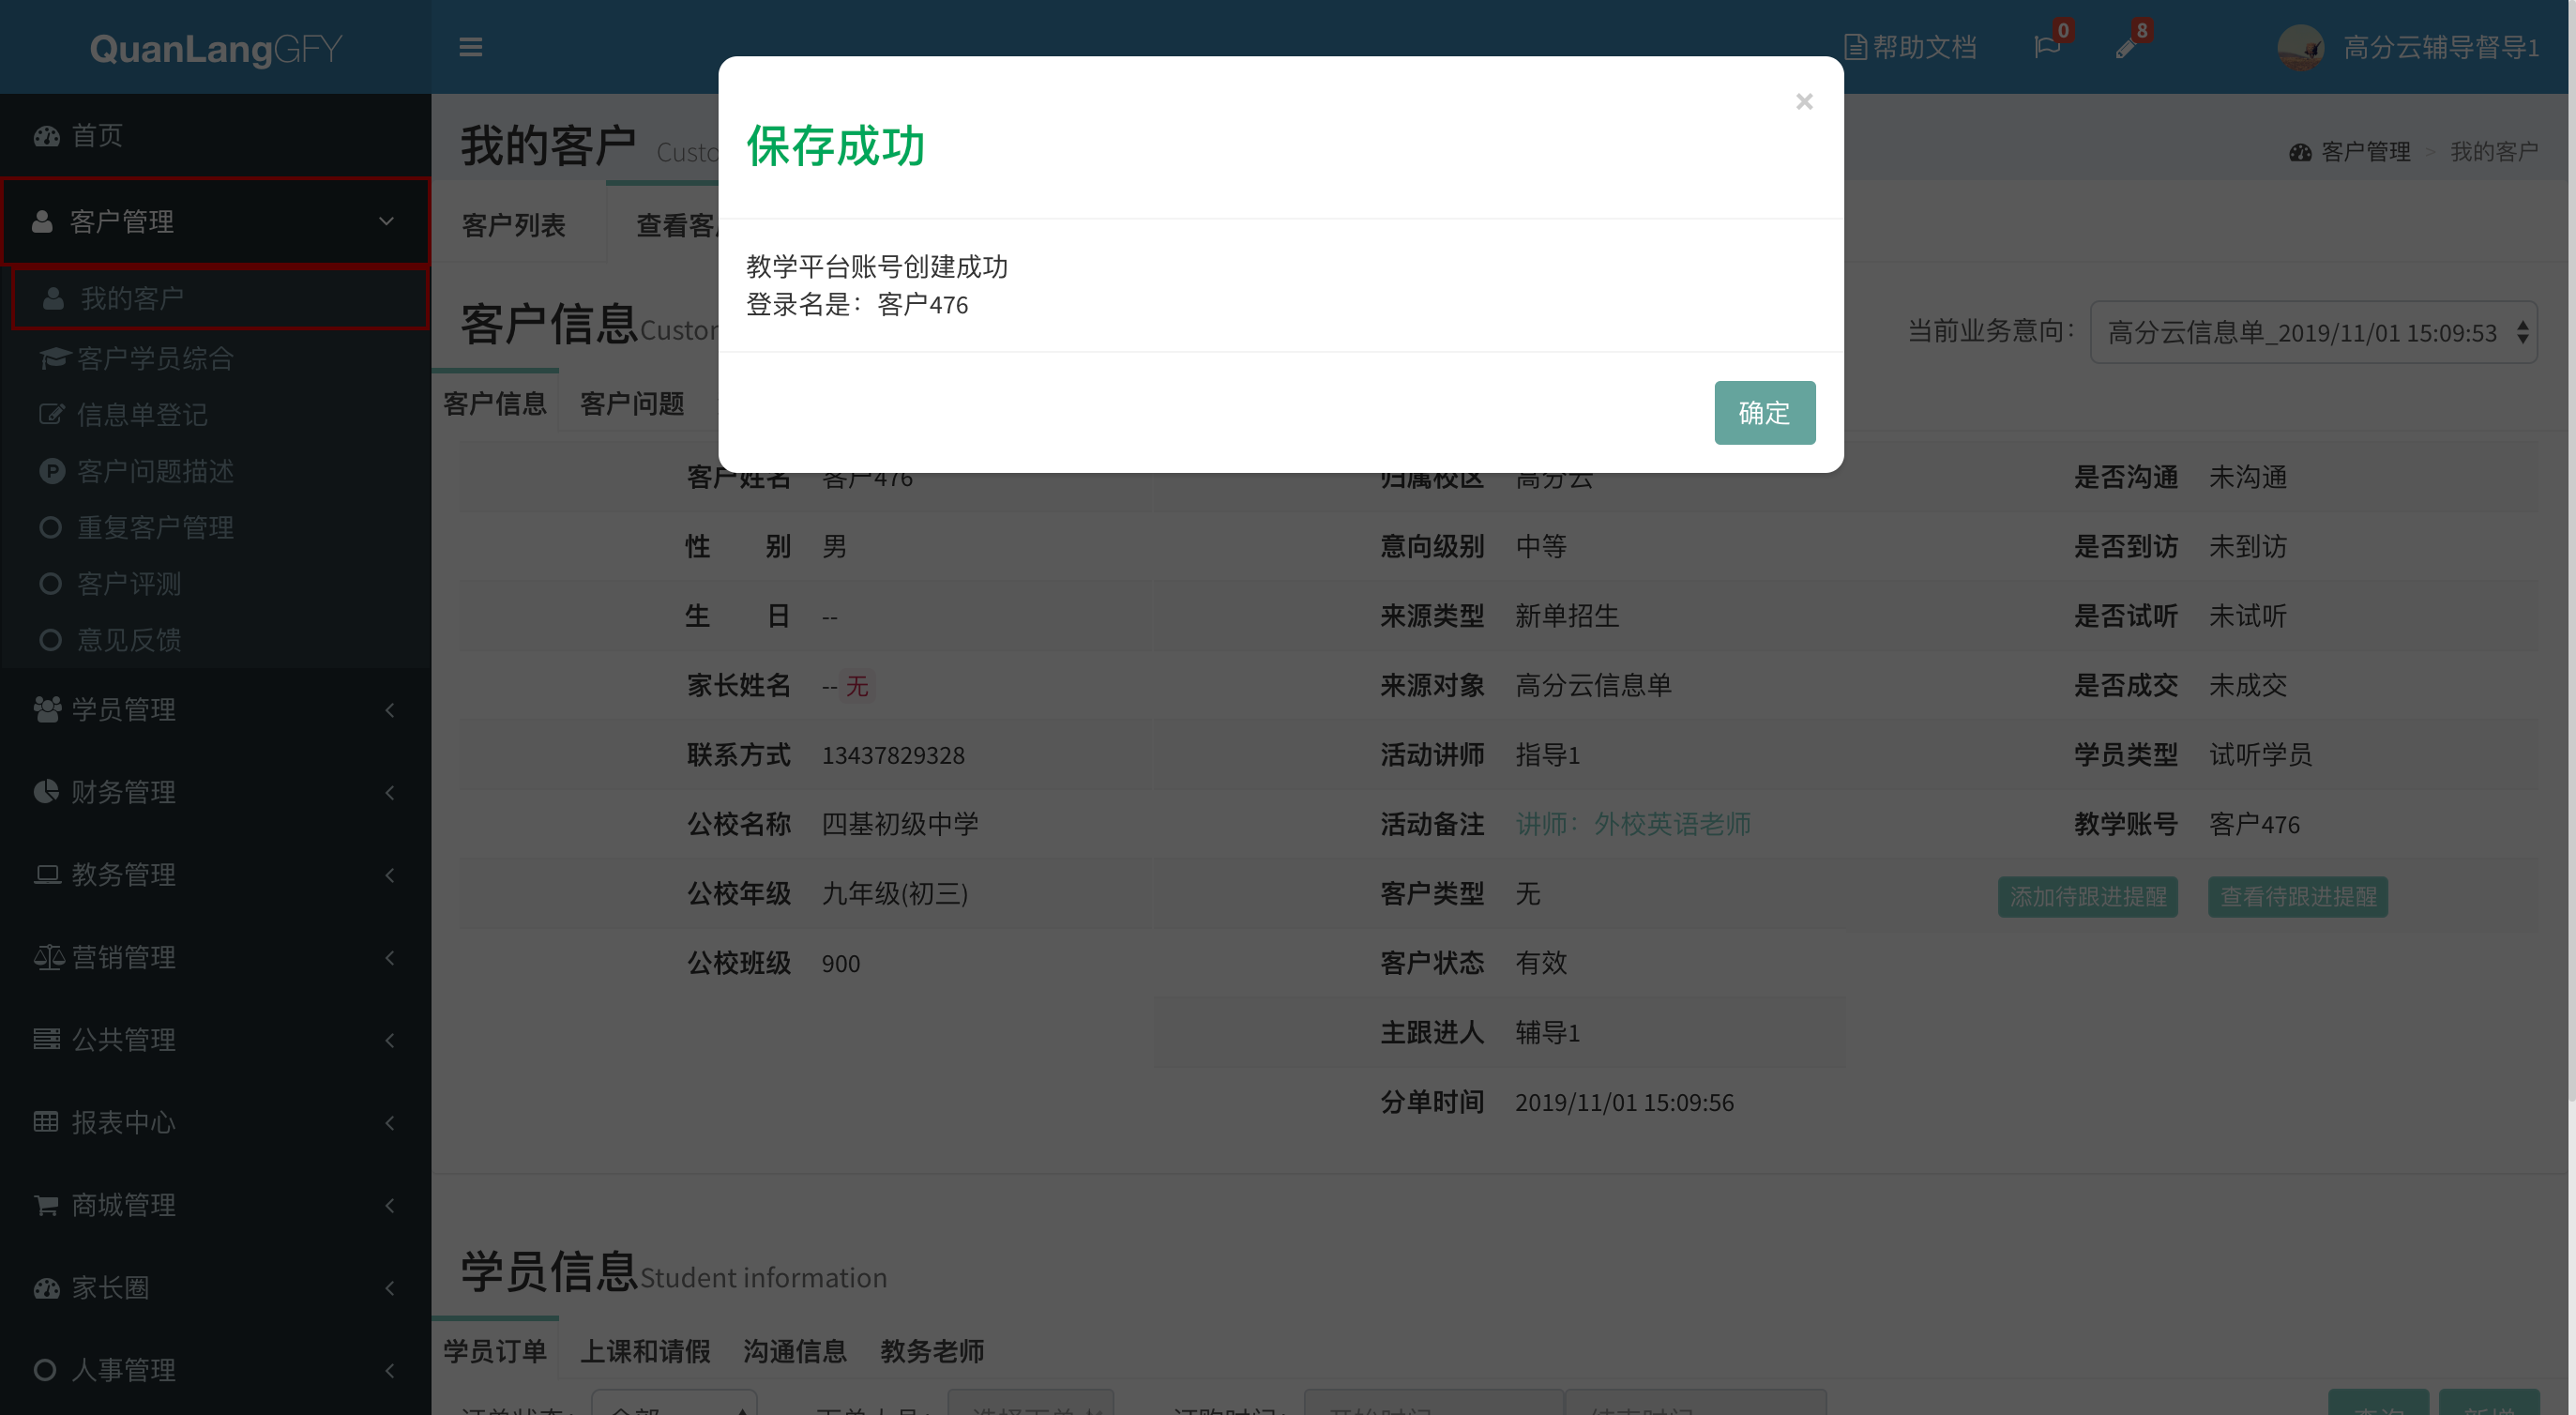 QuanLangGFY
帮助文档
0
8
高分云辅导督导1
首页
客户管理
我的客户
客户学员综合
信息单登记
客户问题描述
重复客户管理
客户评测
意见反馈
学员管理
财务管理
教务管理
营销管理
公共管理
报表中心
商城管理
家长圈
人事管理
我的客户 Custo
客户管理 > 我的客户
客户列表
查看客
×
保存成功
教学平台账号创建成功
登录名是：客户476
确定
客户信息Custor
当前业务意向： 高分云信息单_2019/11/01 15:09:53
客户信息 客户问题
客户姓名 客户476
归属校区 高分云
是否沟通 未沟通
性 别 男
意向级别 中等
是否到访 未到访
生 日 --
来源类型 新单招生
是否试听 未试听
家长姓名 -- 无
来源对象 高分云信息单
是否成交 未成交
联系方式 13437829328
活动讲师 指导1
学员类型 试听学员
公校名称 四基初级中学
活动备注 讲师：外校英语老师
教学账号 客户476
公校年级 九年级(初三)
客户类型 无
添加待跟进提醒 查看待跟进提醒
公校班级 900
客户状态 有效
主跟进人 辅导1
分单时间 2019/11/01 15:09:56
学员信息Student information
学员订单 上课和请假 沟通信息 教务老师